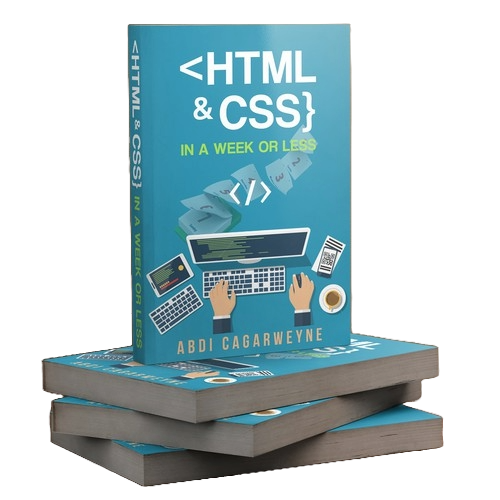 <HTML
& CSS}
IN A WEEK OR LESS
</>
ABDI CAGARWEYNE
<HTML & CSS} IN A WEEK OR LESS